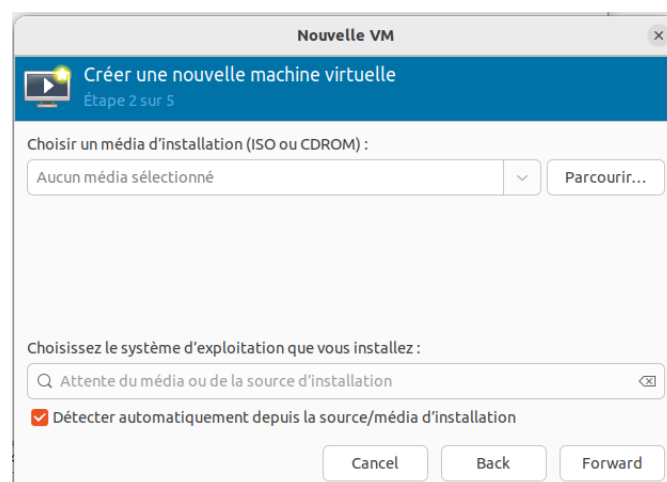 Nouvelle VM
Créer une nouvelle machine virtuelle
Étape 2 sur 5
Choisir un média d’installation (ISO ou CDROM) :
Aucun média sélectionné
Parcourir…
Choisissez le système d’exploitation que vous installez :
Attente du média ou de la source d’installation
Détecter automatiquement depuis la source/média d’installation
Cancel Back Forward